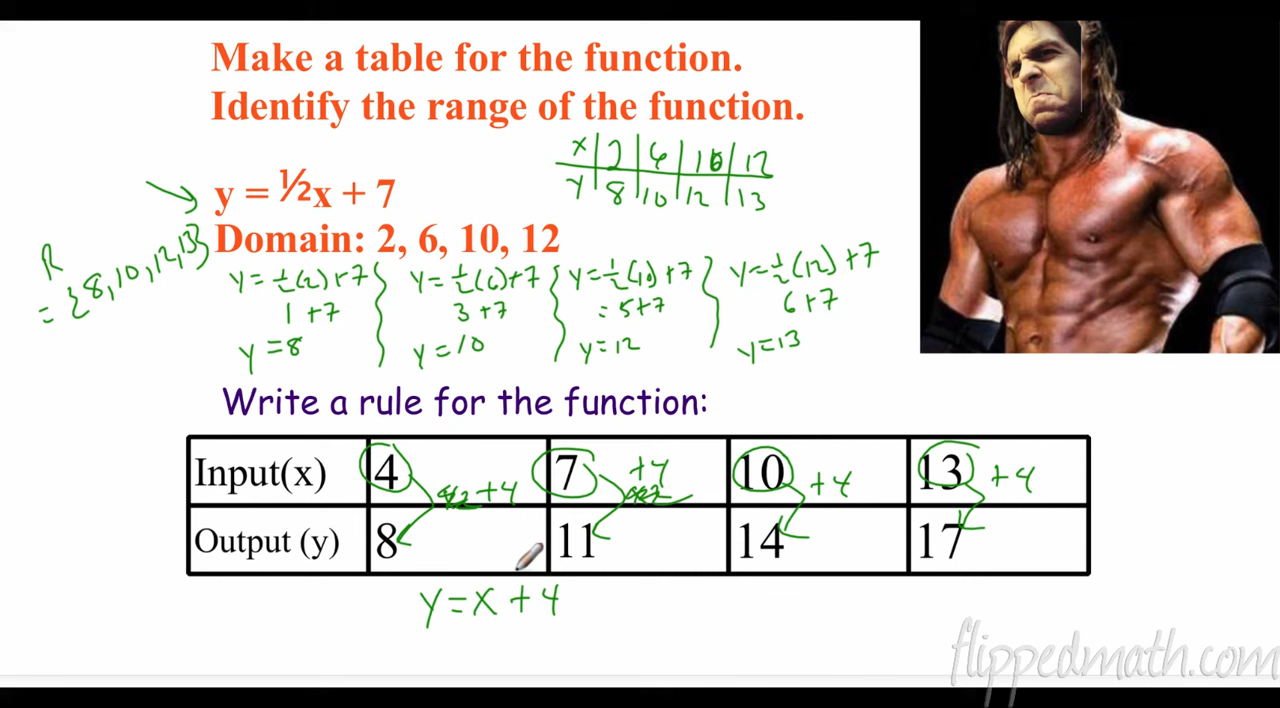 Make a table for the function.
Identify the range of the function.
x | 2 | 6 | 10 | 12
y | 8 | 10 | 12 | 13
y = ½x + 7
Domain: 2, 6, 10, 12
R
= {8, 10, 12, 13}
y=½(2)+7 y=½(6)+7 y=½(10)+7 y=½(12)+7
1+7 3+7 =5+7 6+7
y=8 y=10 y=12 y=13
Write a rule for the function:
Input(x) 4 7 10 13
+4 +4 +4 +4
Output (y) 8 11 14 17
y=x+4
flippedmath.com